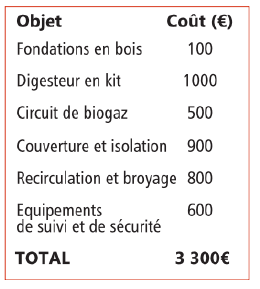 Objet Coût (€)
Fondations en bois 100
Digesteur en kit 1000
Circuit de biogaz 500
Couverture et isolation 900
Recirculation et broyage 800
Equipements 600
de suivi et de sécurité
TOTAL 3 300€